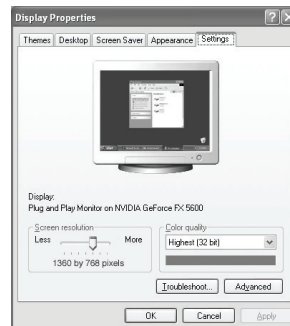 Display Properties
Themes Desktop Screen Saver Appearance Settings
Display:
Plug and Play Monitor on NVIDIA GeForce FX 5600
Screen resolution
Less More
1360 by 768 pixels
Color quality
Highest (32 bit)
Troubleshoot... Advanced
OK Cancel Apply